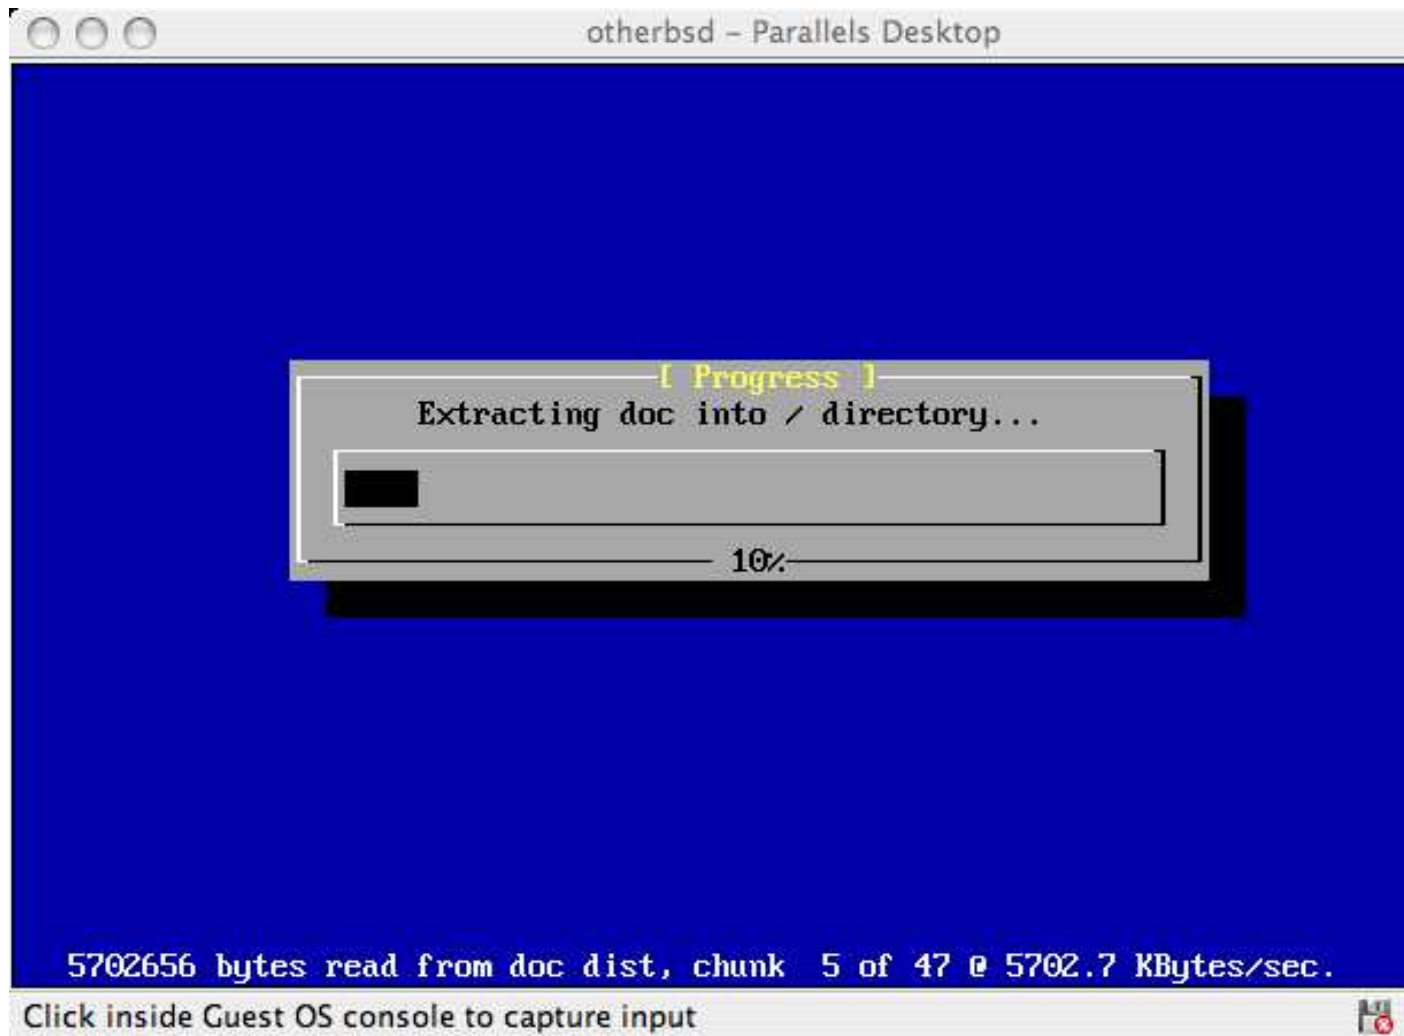 otherbsd – Parallels Desktop
[ Progress ]
Extracting doc into / directory...
10%
5702656 bytes read from doc dist, chunk  5 of 47 @ 5702.7 KBytes/sec.
Click inside Guest OS console to capture input